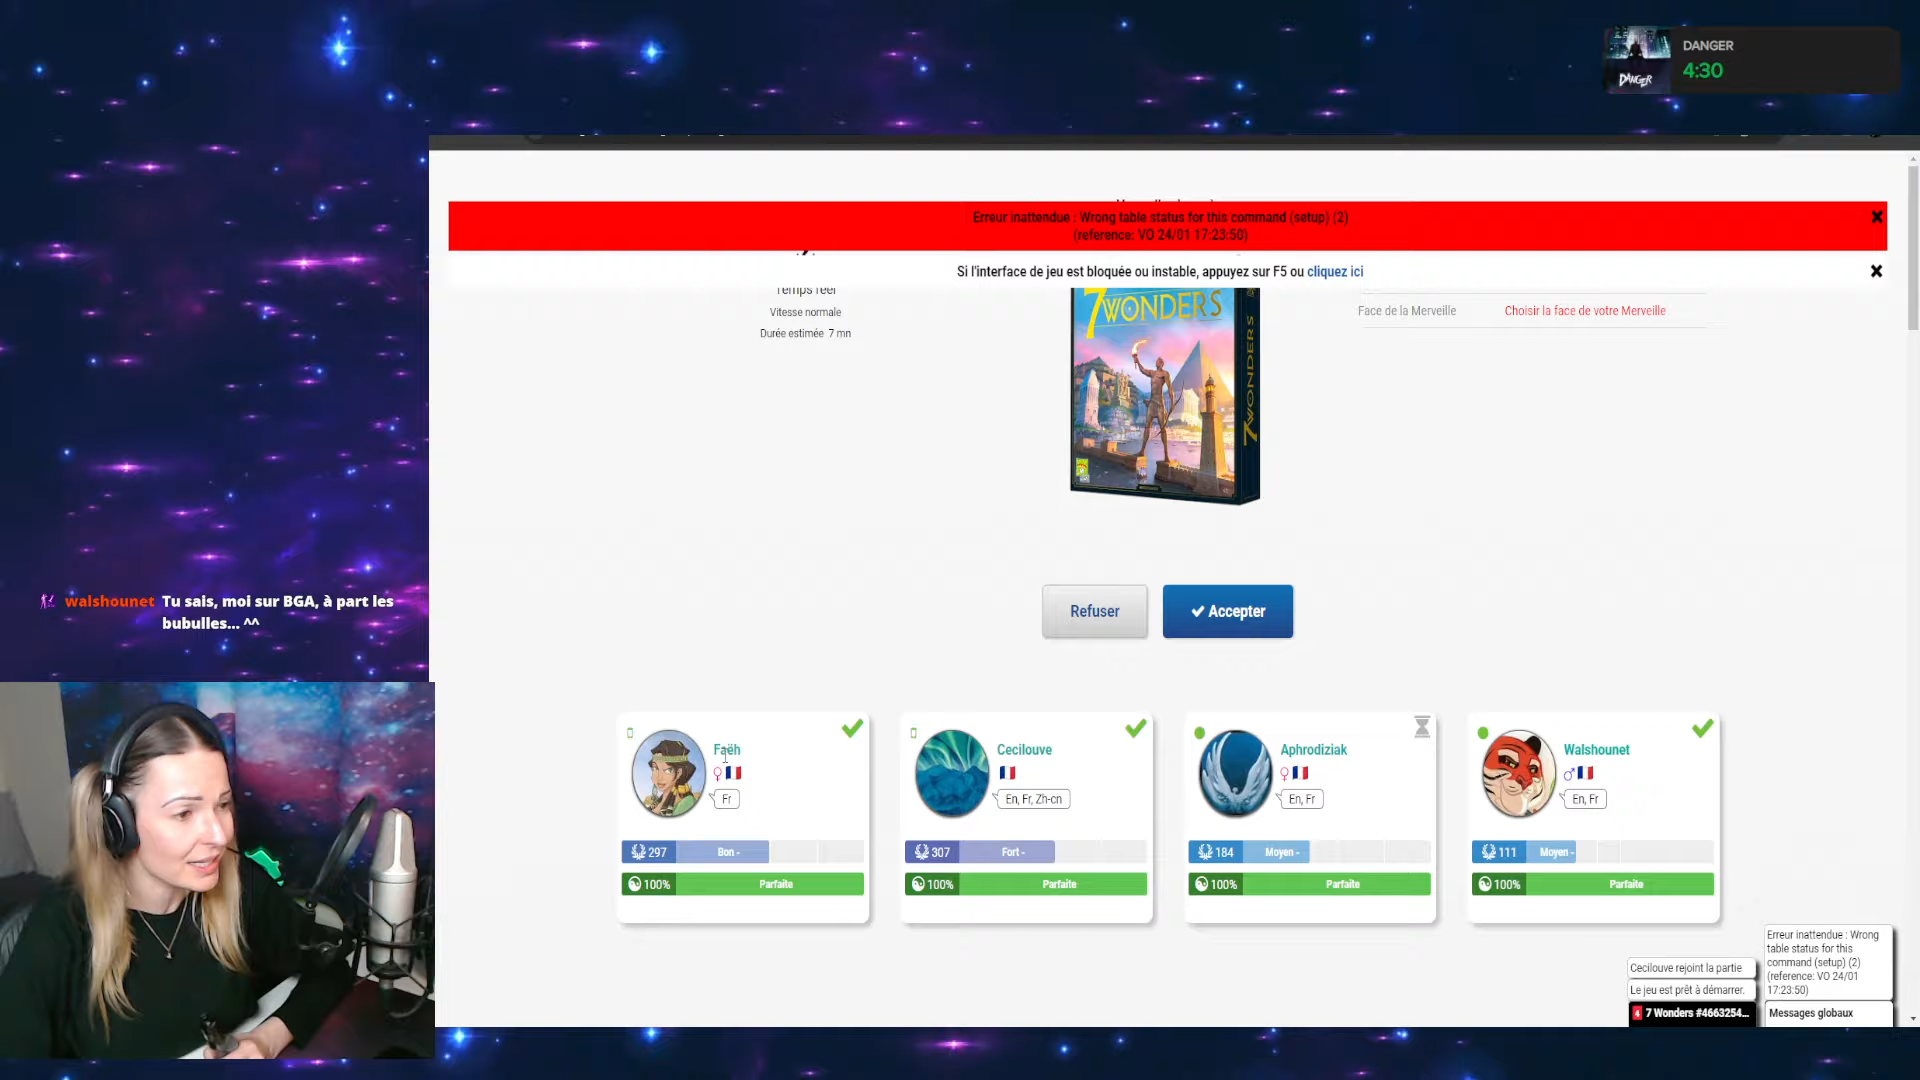 DANGER
4:30
DANGER
Erreur inattendue : Wrong table status for this command (setup) (2)
(reference: VO 24/01 17:23:50)
Si l'interface de jeu est bloquée ou instable, appuyez sur F5 ou cliquez ici
Temps réel
Vitesse normale
Durée estimée 7 mn
7 WONDERS
7 WONDERS
Face de la Merveille
Choisir la face de votre Merveille
walshounet Tu sais, moi sur BGA, à part les
bubulles... ^^
Refuser
Accepter
Faëh
Fr
297 Bon -
100% Parfaite
Cecilouve
En, Fr, Zh-cn
307 Fort -
100% Parfaite
Aphrodiziak
En, Fr
184 Moyen -
100% Parfaite
Walshounet
En, Fr
111 Moyen -
100% Parfaite
Cecilouve rejoint la partie
Le jeu est prêt à démarrer.
4 7 Wonders #4663254...
Erreur inattendue : Wrong
table status for this
command (setup) (2)
(reference: VO 24/01
17:23:50)
Messages globaux